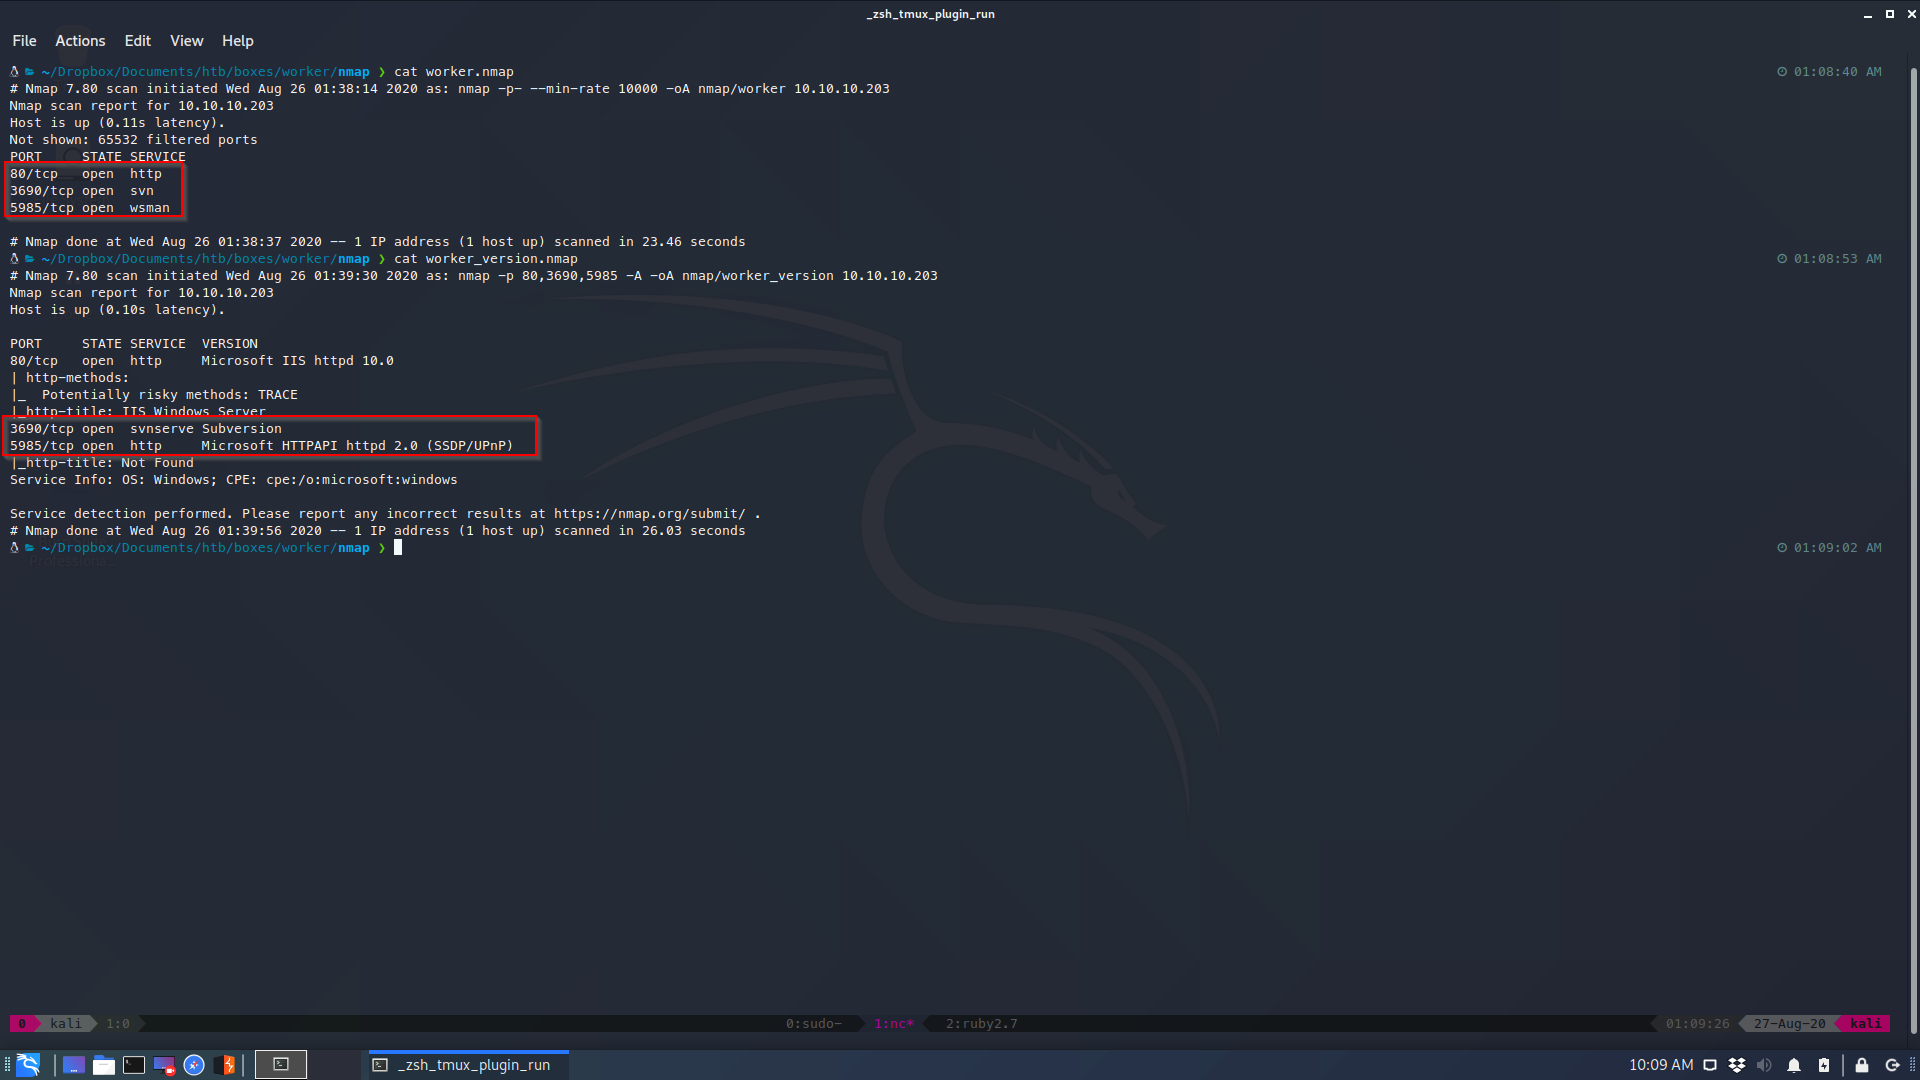 _zsh_tmux_plugin_run
File Actions Edit View Help
~/Dropbox/Documents/htb/boxes/worker/nmap ❯ cat worker.nmap 01:08:40 AM
# Nmap 7.80 scan initiated Wed Aug 26 01:38:14 2020 as: nmap -p- --min-rate 10000 -oA nmap/worker 10.10.10.203
Nmap scan report for 10.10.10.203
Host is up (0.11s latency).
Not shown: 65532 filtered ports
PORT     STATE SERVICE
80/tcp   open  http
3690/tcp open  svn
5985/tcp open  wsman
# Nmap done at Wed Aug 26 01:38:37 2020 -- 1 IP address (1 host up) scanned in 23.46 seconds
~/Dropbox/Documents/htb/boxes/worker/nmap ❯ cat worker_version.nmap 01:08:53 AM
# Nmap 7.80 scan initiated Wed Aug 26 01:39:30 2020 as: nmap -p 80,3690,5985 -A -oA nmap/worker_version 10.10.10.203
Nmap scan report for 10.10.10.203
Host is up (0.10s latency).
PORT     STATE SERVICE  VERSION
80/tcp   open  http     Microsoft IIS httpd 10.0
| http-methods:
|_  Potentially risky methods: TRACE
|_http-title: IIS Windows Server
3690/tcp open  svnserve Subversion
5985/tcp open  http     Microsoft HTTPAPI httpd 2.0 (SSDP/UPnP)
|_http-title: Not Found
Service Info: OS: Windows; CPE: cpe:/o:microsoft:windows
Service detection performed. Please report any incorrect results at https://nmap.org/submit/ .
# Nmap done at Wed Aug 26 01:39:56 2020 -- 1 IP address (1 host up) scanned in 26.03 seconds
~/Dropbox/Documents/htb/boxes/worker/nmap ❯ 01:09:02 AM
0 kali 1:0 0:sudo- 1:nc* 2:ruby2.7 01:09:26 27-Aug-20 kali
_zsh_tmux_plugin_run 10:09 AM